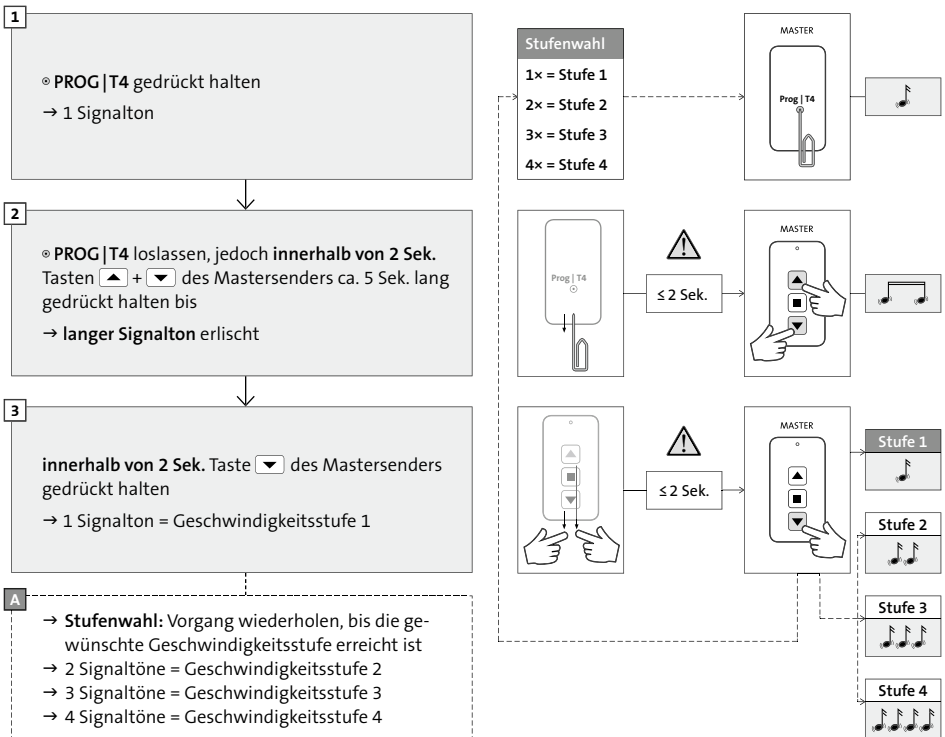 1
PROG|T4 gedrückt halten
→ 1 Signalton
2
PROG|T4 loslassen, jedoch innerhalb von 2 Sek.
Tasten ▲ + ▼ des Mastersenders ca. 5 Sek. lang
gedrückt halten bis
→ langer Signalton erlischt
3
innerhalb von 2 Sek. Taste ▼ des Mastersenders
gedrückt halten
→ 1 Signalton = Geschwindigkeitsstufe 1
A
→ Stufenwahl: Vorgang wiederholen, bis die ge-
wünschte Geschwindigkeitsstufe erreicht ist
→ 2 Signaltöne = Geschwindigkeitsstufe 2
→ 3 Signaltöne = Geschwindigkeitsstufe 3
→ 4 Signaltöne = Geschwindigkeitsstufe 4
Stufenwahl
1× = Stufe 1
2× = Stufe 2
3× = Stufe 3
4× = Stufe 4
MASTER
Prog | T4
Prog | T4
≤ 2 Sek.
MASTER
≤ 2 Sek.
MASTER
Stufe 1
Stufe 2
Stufe 3
Stufe 4